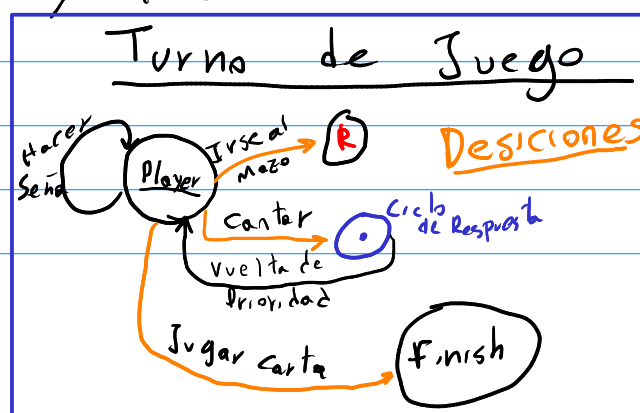 Turno de Juego
Desiciones
Hacer
Seña
Player
Irse al
Mazo
R
Cantar
Ciclo
de Respuesta
Vuelta de
Prioridad
Jugar carta
Finish